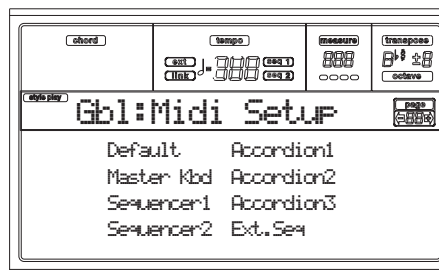 chord tempo measure transpose
ext seq 1
link seq 2
octave
style play
Gbl:Midi Setup page
Default Accordion1
Master Kbd Accordion2
Sequencer1 Accordion3
Sequencer2 Ext.Seq